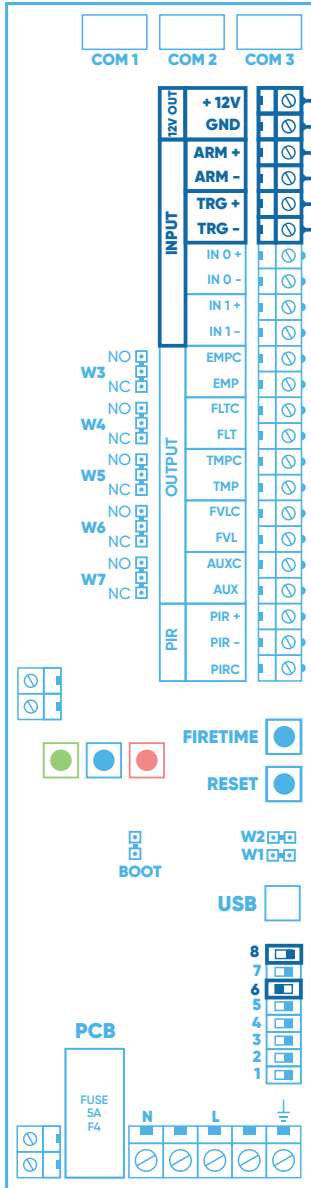 COM 1 COM 2 COM 3
12V OUT
+ 12V
GND
INPUT
ARM +
ARM -
TRG +
TRG -
IN 0 +
IN 0 -
IN 1 +
IN 1 -
OUTPUT
NO
W3
NC
EMPC
EMP
NO
W4
NC
FLTC
FLT
NO
W5
NC
TMPC
TMP
NO
W6
NC
FVLC
FVL
NO
W7
NC
AUXC
AUX
PIR
PIR +
PIR -
PIRC
FIRETIME
RESET
W2
W1
BOOT
USB
8
7
6
5
4
3
2
1
PCB
FUSE
5A
F4
N L